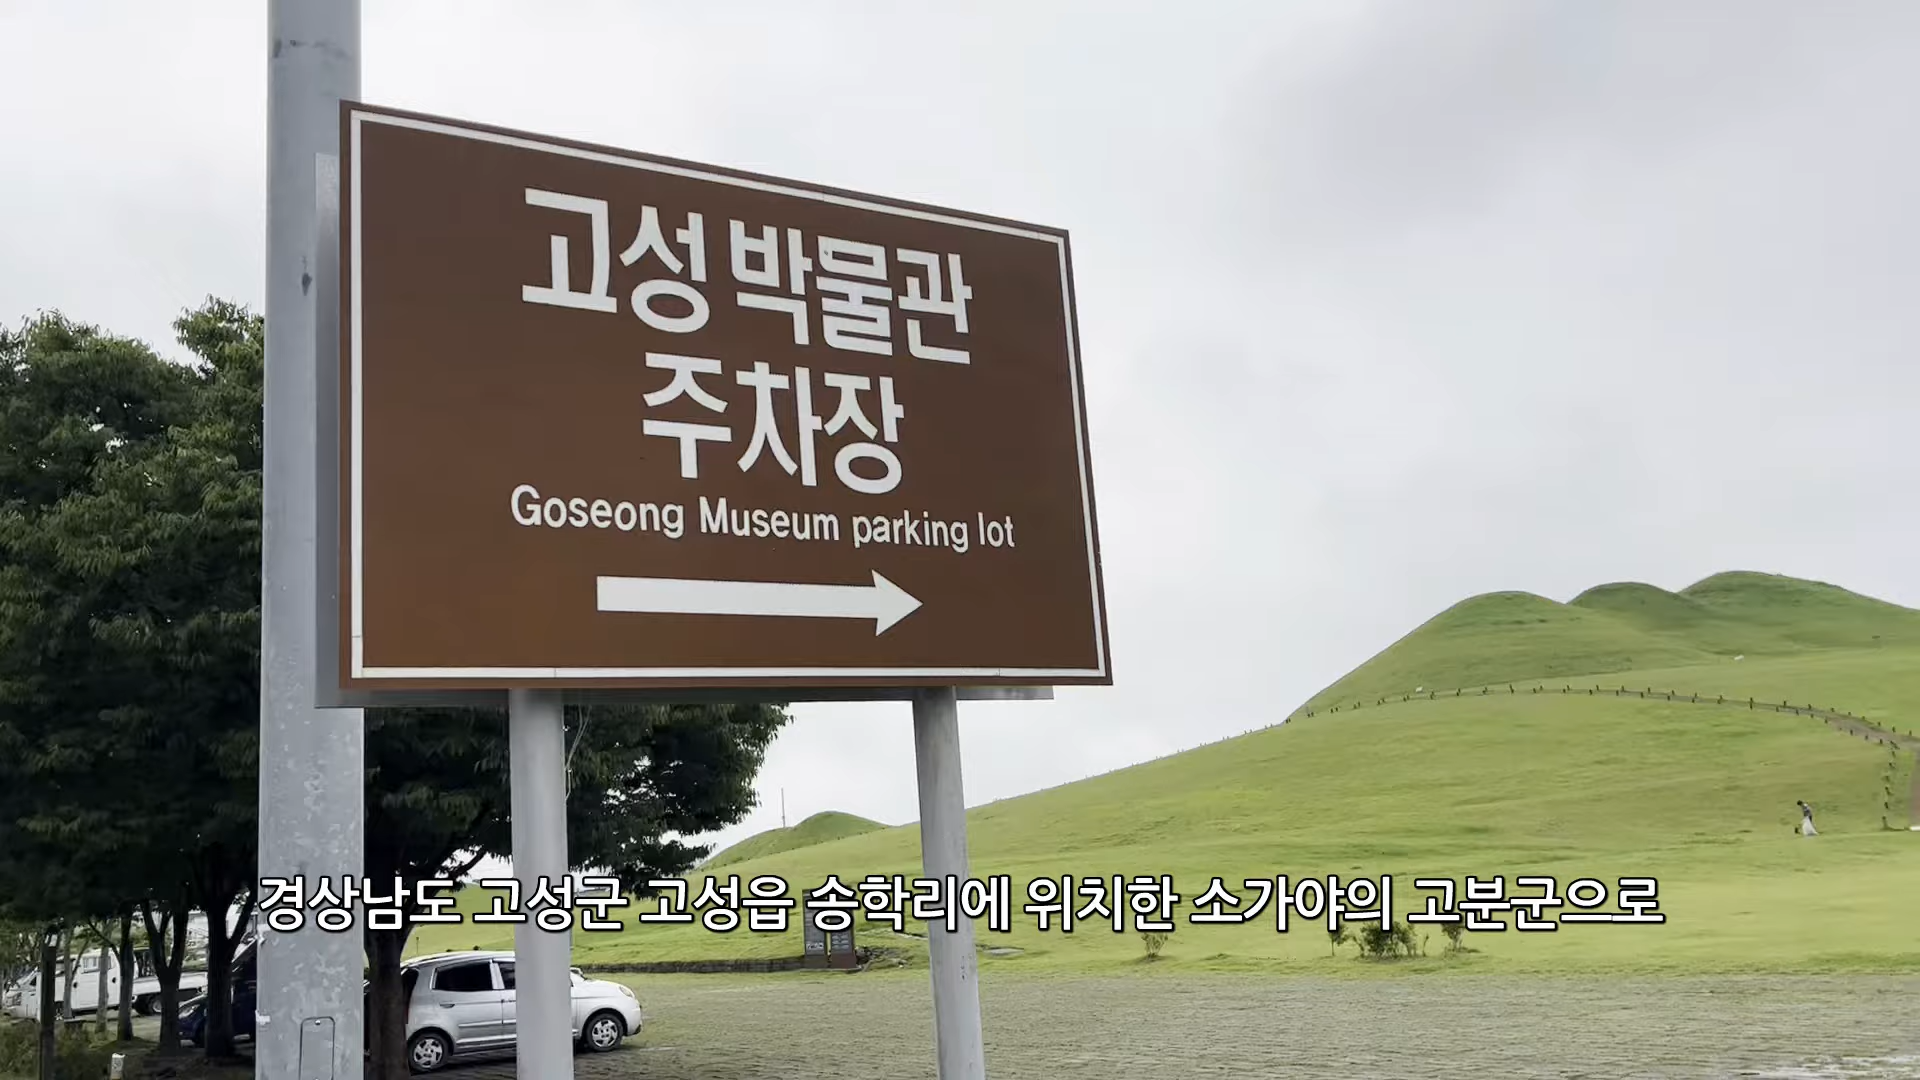 고성 박물관
주차장
Goseong Museum parking lot
경상남도 고성군 고성읍 송학리에 위치한 소가야의 고분군으로